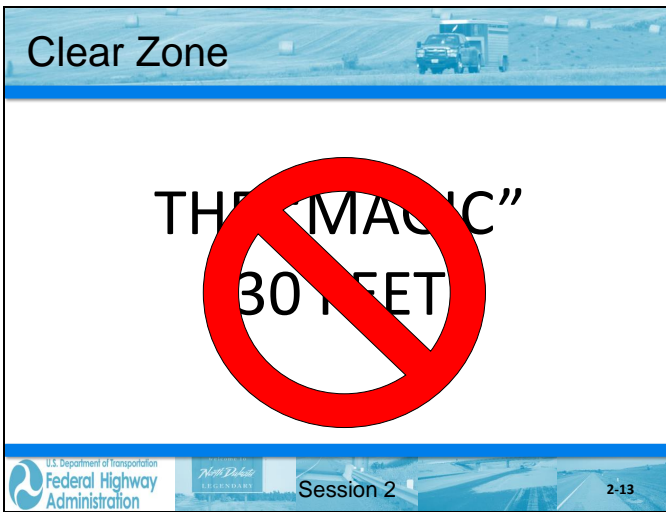 Clear Zone
THE “MAGIC”
30 FEET
U.S. Department of Transportation
Federal Highway
Administration
North Dakota
LEGENDARY
Session 2
2-13